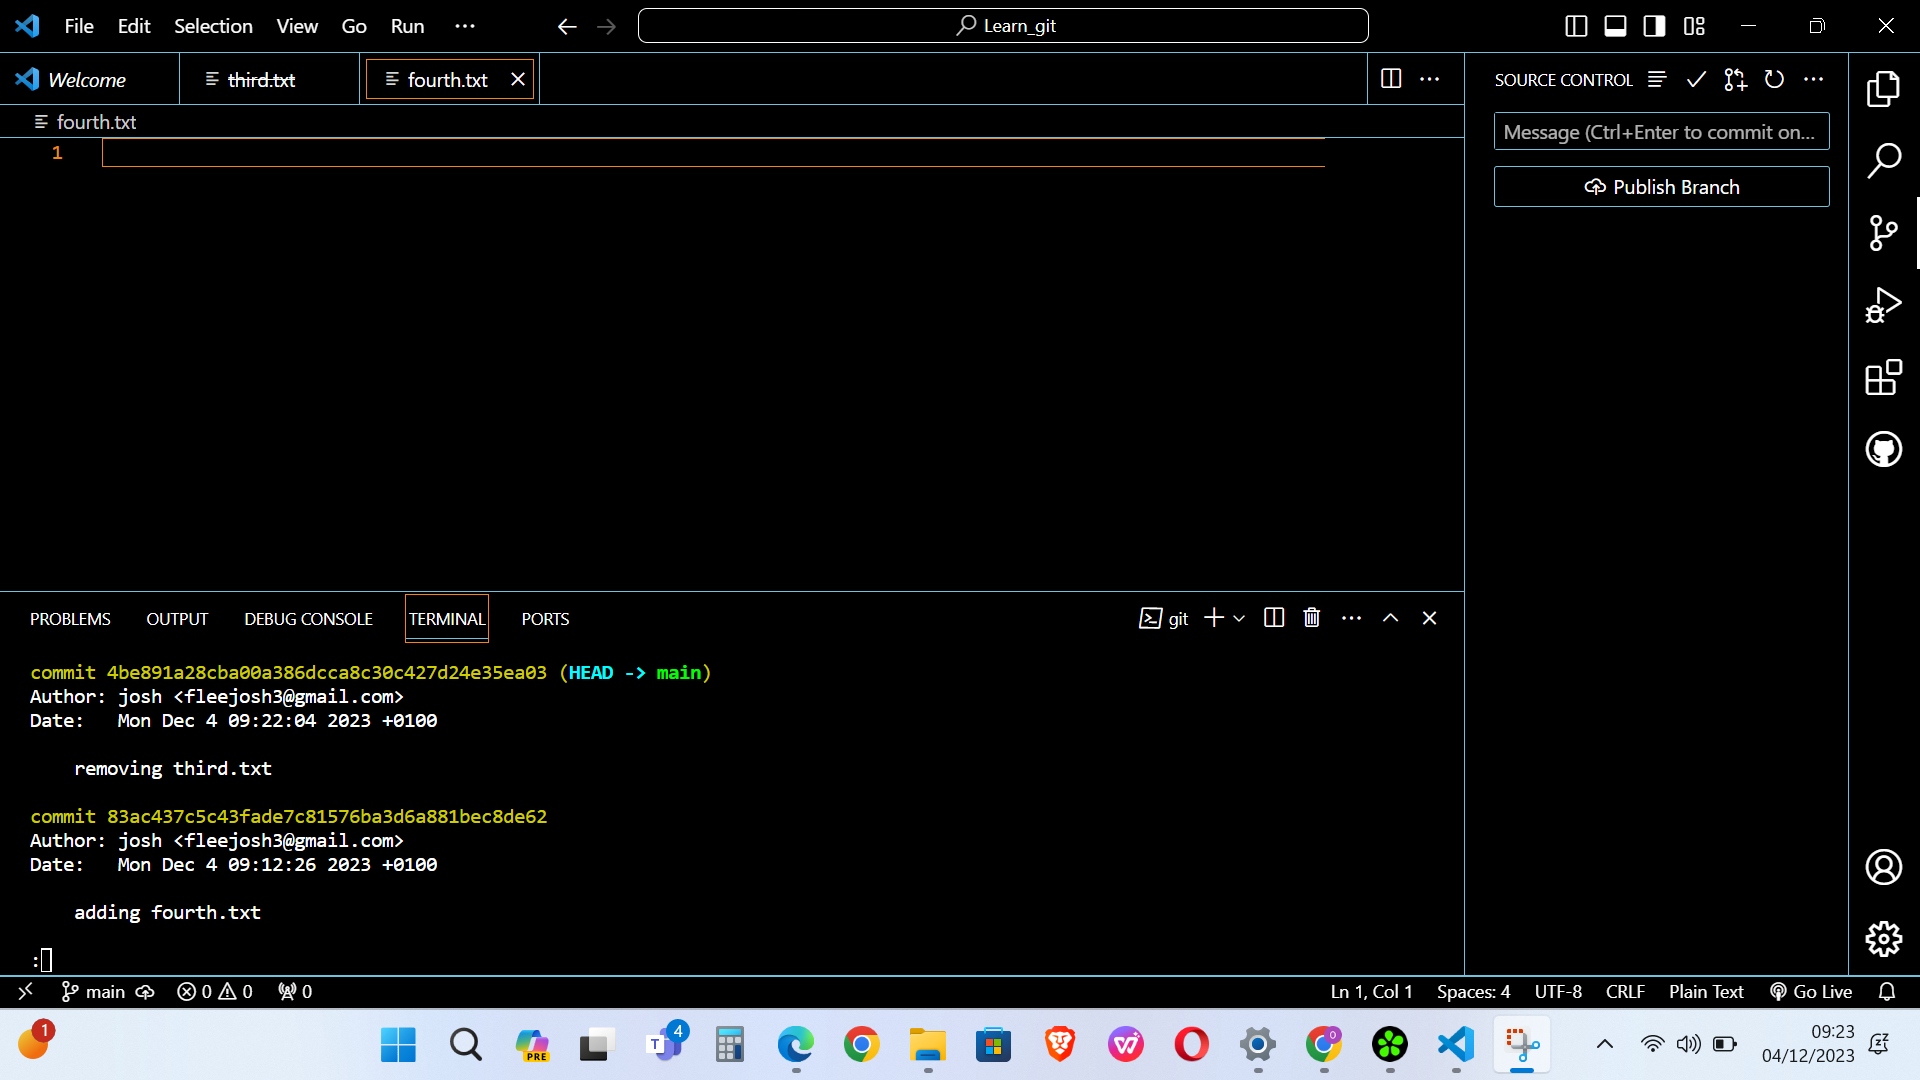 File Edit Selection View Go Run ···
Learn_git
Welcome
third.txt
fourth.txt
SOURCE CONTROL
fourth.txt
Message (Ctrl+Enter to commit on...
1
Publish Branch
PROBLEMS OUTPUT DEBUG CONSOLE TERMINAL PORTS
git
commit 4be891a28cba00a386dcca8c30c427d24e35ea03 (HEAD -> main)
Author: josh <fleejosh3@gmail.com>
Date:   Mon Dec 4 09:22:04 2023 +0100
removing third.txt
commit 83ac437c5c43fade7c81576ba3d6a881bec8de62
Author: josh <fleejosh3@gmail.com>
Date:   Mon Dec 4 09:12:26 2023 +0100
adding fourth.txt
:
main 0 0 0 Ln 1, Col 1 Spaces: 4 UTF-8 CRLF Plain Text Go Live
1
PRE
T 4
09:23
04/12/2023